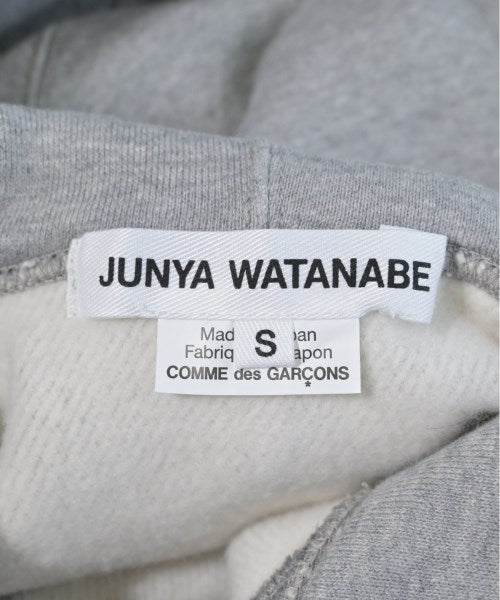 JUNYA WATANABE
S
Mad pan
Fabriq apon
COMME des GARÇONS
*